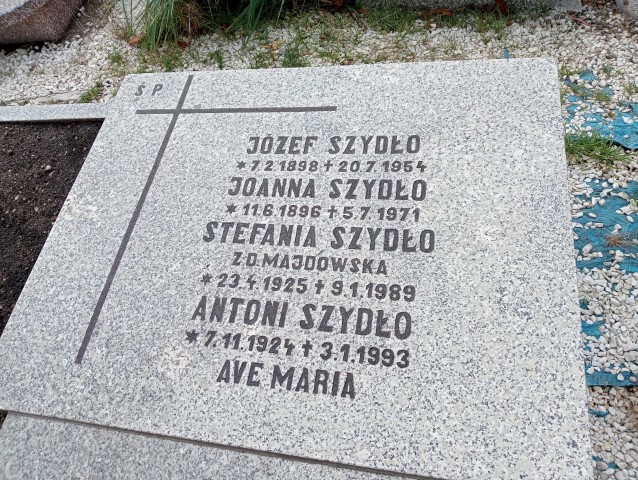 S P
JÓZEF SZYDŁO
* 7.2.1898 + 20.7.1954
JOANNA SZYDŁO
* 11.6.1896 + 5.7.1971
STEFANIA SZYDŁO
Z D. MAJDOWSKA
* 23.4.1925 + 9.1.1989
ANTONI SZYDŁO
* 7.11.1924 + 3.1.1993
AVE MARIA